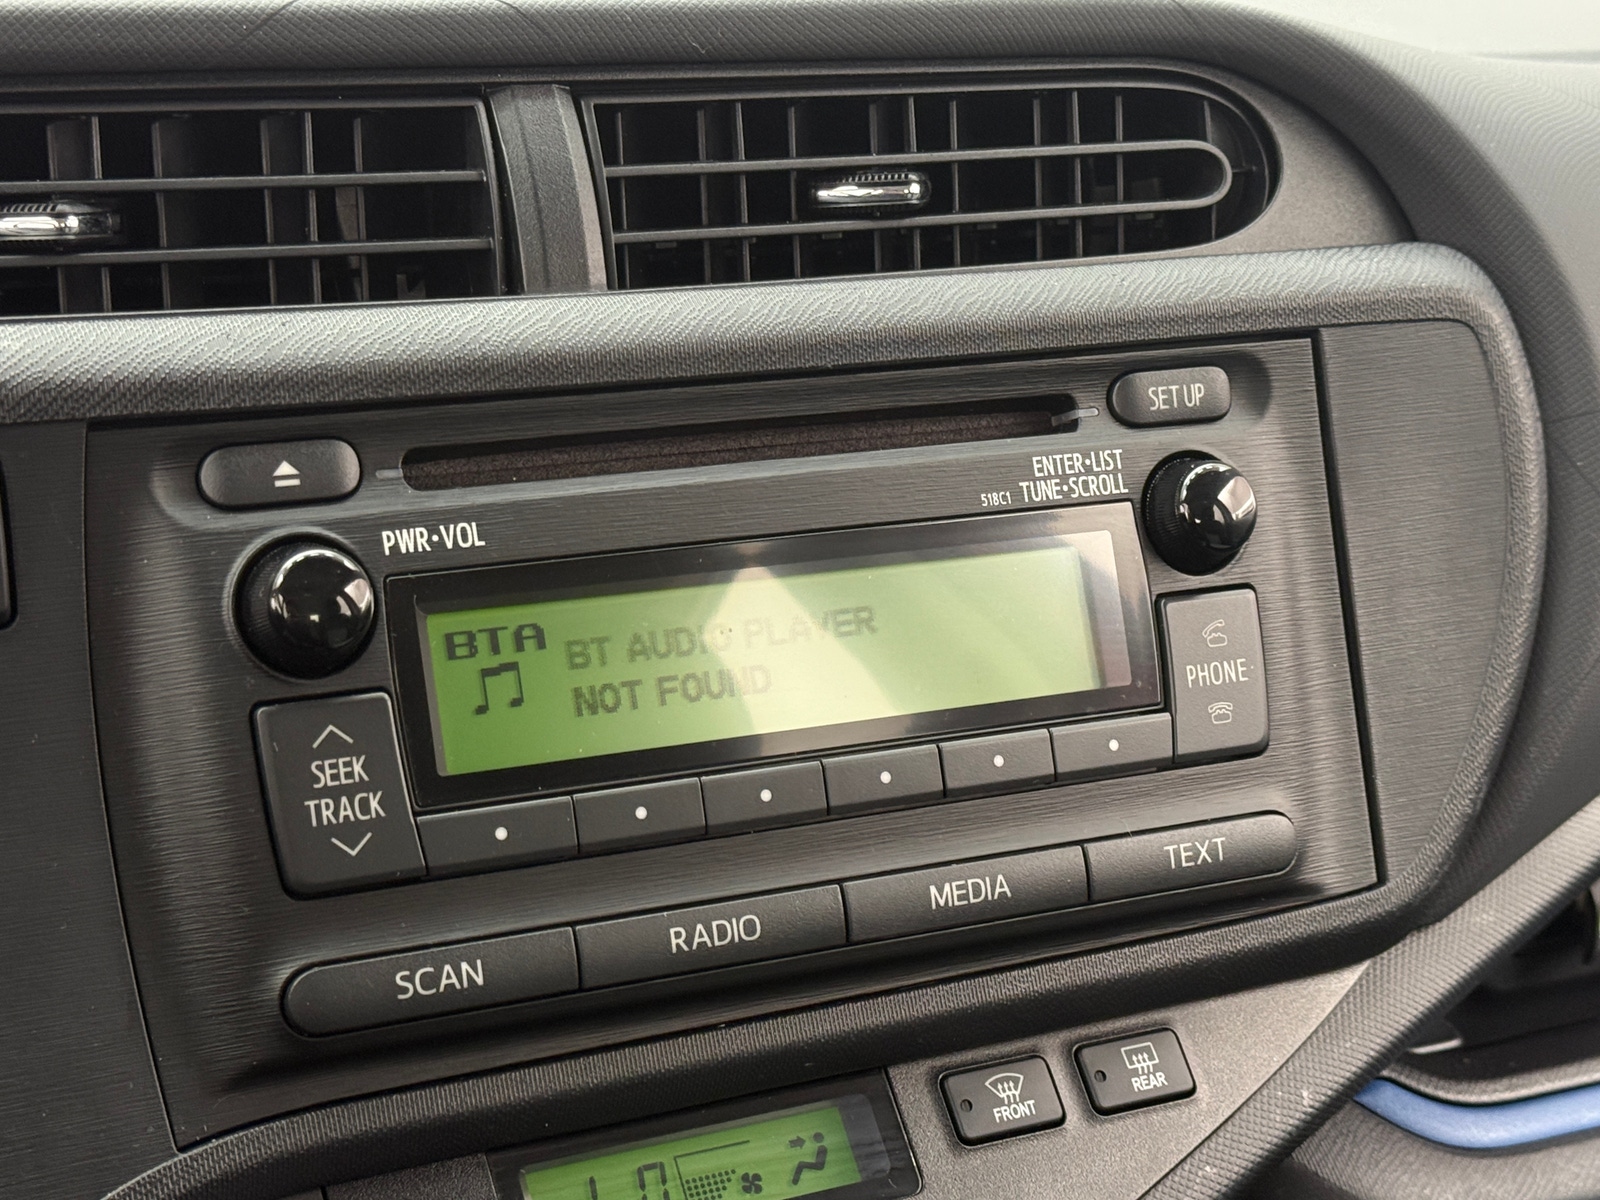 SET UP
ENTER•LIST
518C1 TUNE•SCROLL
PWR•VOL
BTA BT AUDIO PLAYER
NOT FOUND
PHONE
SEEK
TRACK
SCAN
RADIO
MEDIA
TEXT
FRONT
REAR